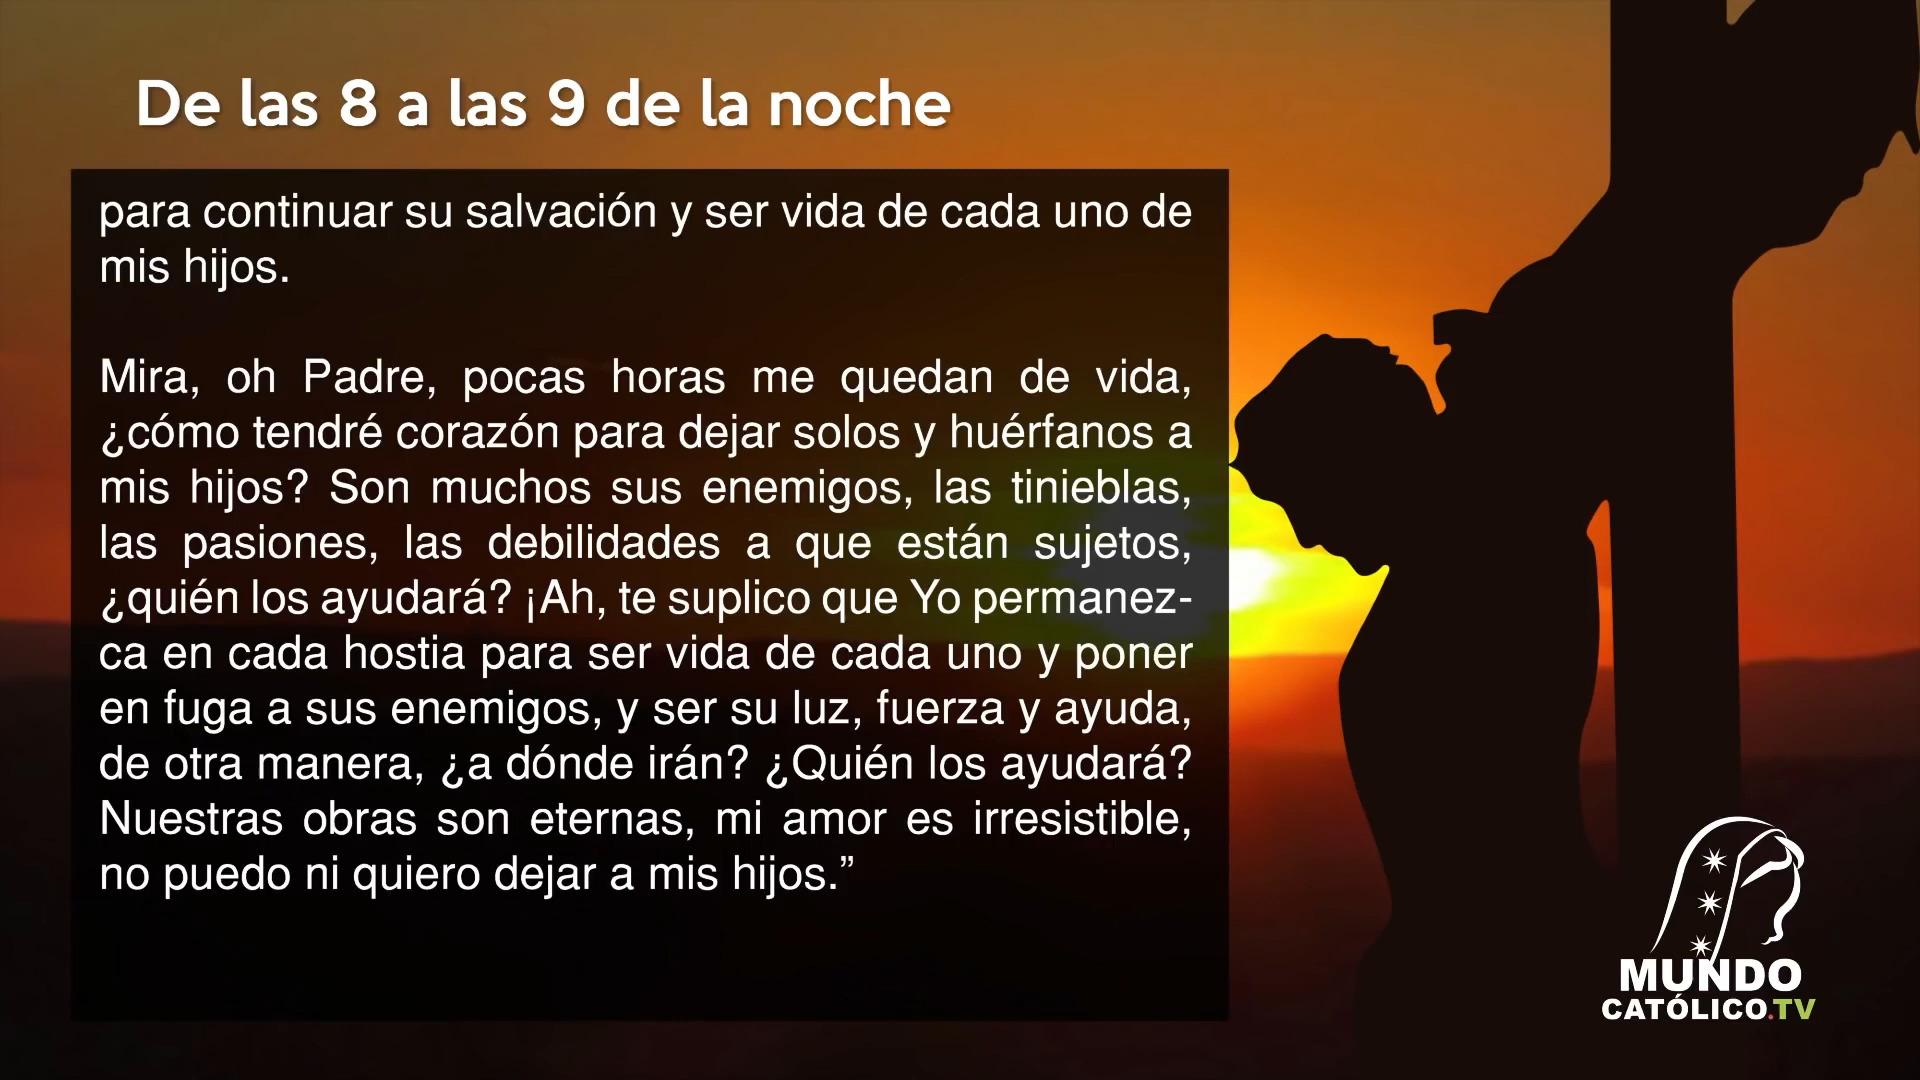 De las 8 a las 9 de la noche
para continuar su salvación y ser vida de cada uno de
mis hijos.
Mira, oh Padre, pocas horas me quedan de vida,
¿cómo tendré corazón para dejar solos y huérfanos a
mis hijos? Son muchos sus enemigos, las tinieblas,
las pasiones, las debilidades a que están sujetos,
¿quién los ayudará? ¡Ah, te suplico que Yo permanez-
ca en cada hostia para ser vida de cada uno y poner
en fuga a sus enemigos, y ser su luz, fuerza y ayuda,
de otra manera, ¿a dónde irán? ¿Quién los ayudará?
Nuestras obras son eternas, mi amor es irresistible,
no puedo ni quiero dejar a mis hijos.”
MUNDO
CATÓLICO.TV